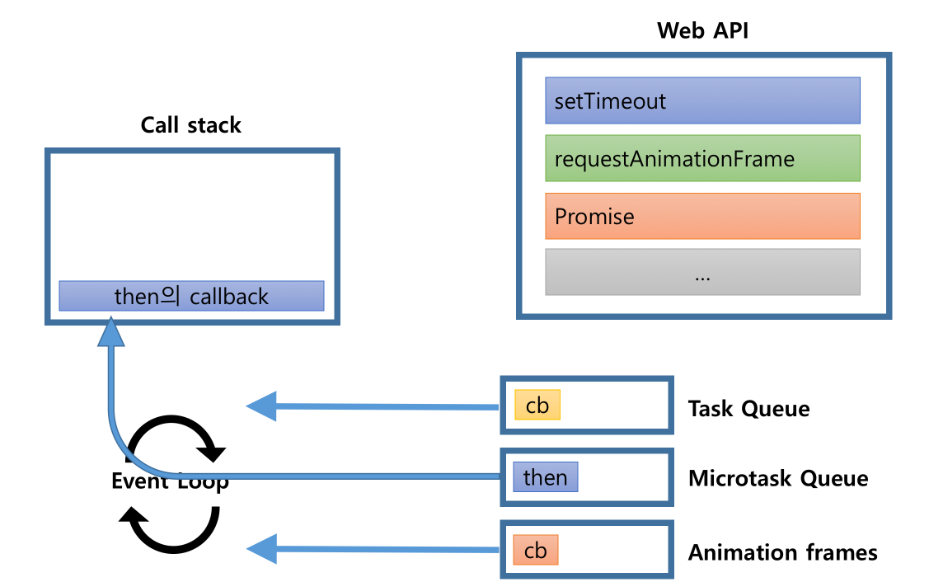 Web API
setTimeout
requestAnimationFrame
Promise
...
Call stack
then의 callback
cb
Task Queue
Event Loop
then
Microtask Queue
cb
Animation frames